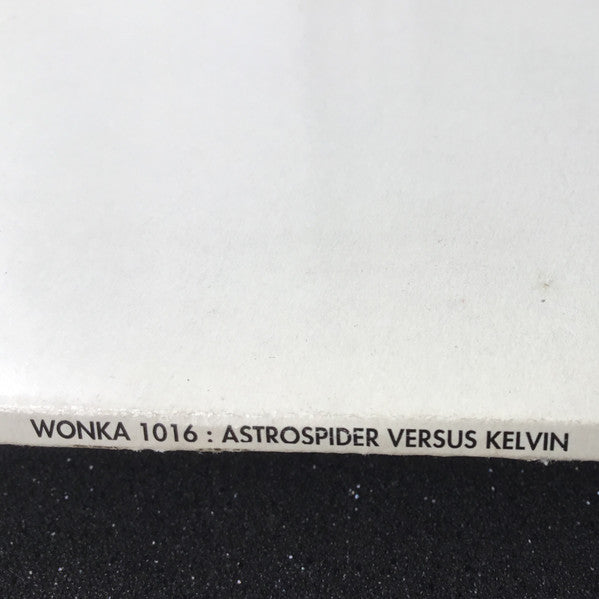 WONKA 1016 : ASTROSPIDER VERSUS KELVIN